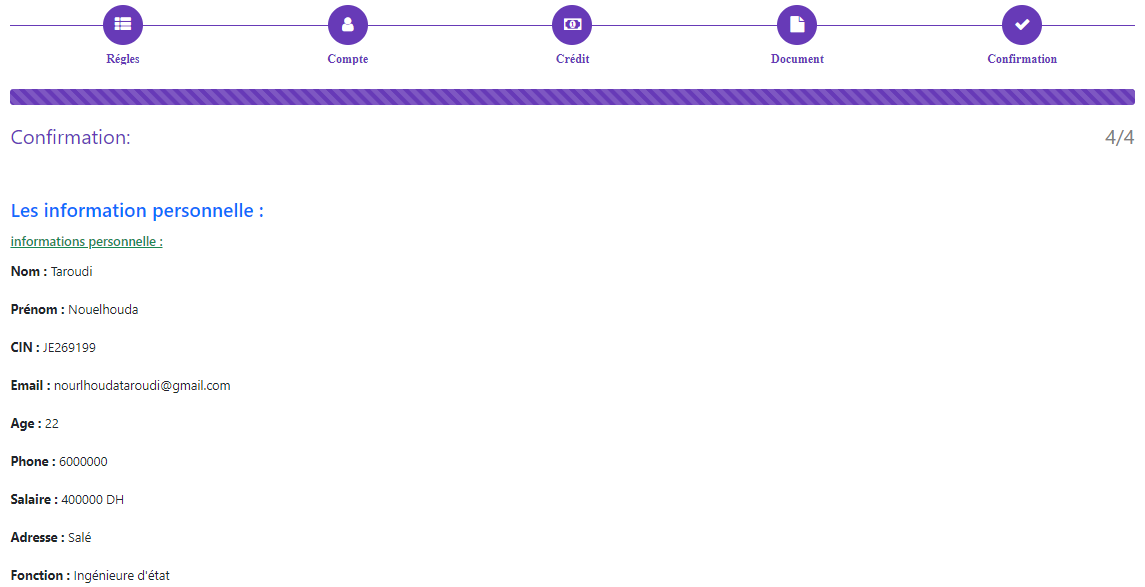 Régles
Compte
Crédit
Document
Confirmation
Confirmation:
4/4
Les information personnelle :
informations personnelle :
Nom : Taroudi
Prénom : Nouelhouda
CIN : JE269199
Email : nourlhoudataroudi@gmail.com
Age : 22
Phone : 6000000
Salaire : 400000 DH
Adresse : Salé
Fonction : Ingénieure d'état